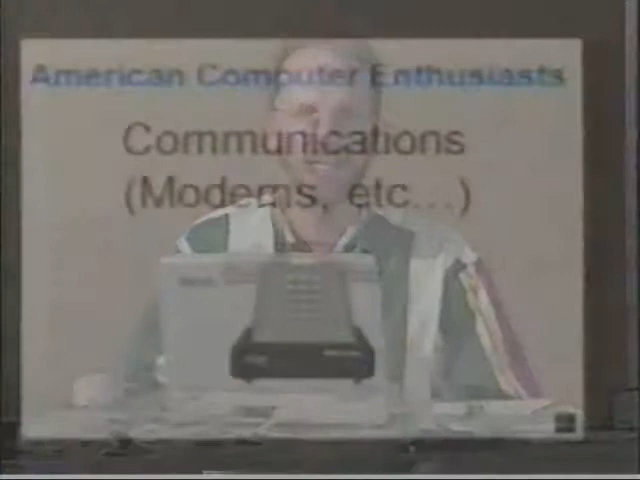 American Computer Enthusiasts
Communications
(Modems, etc...)